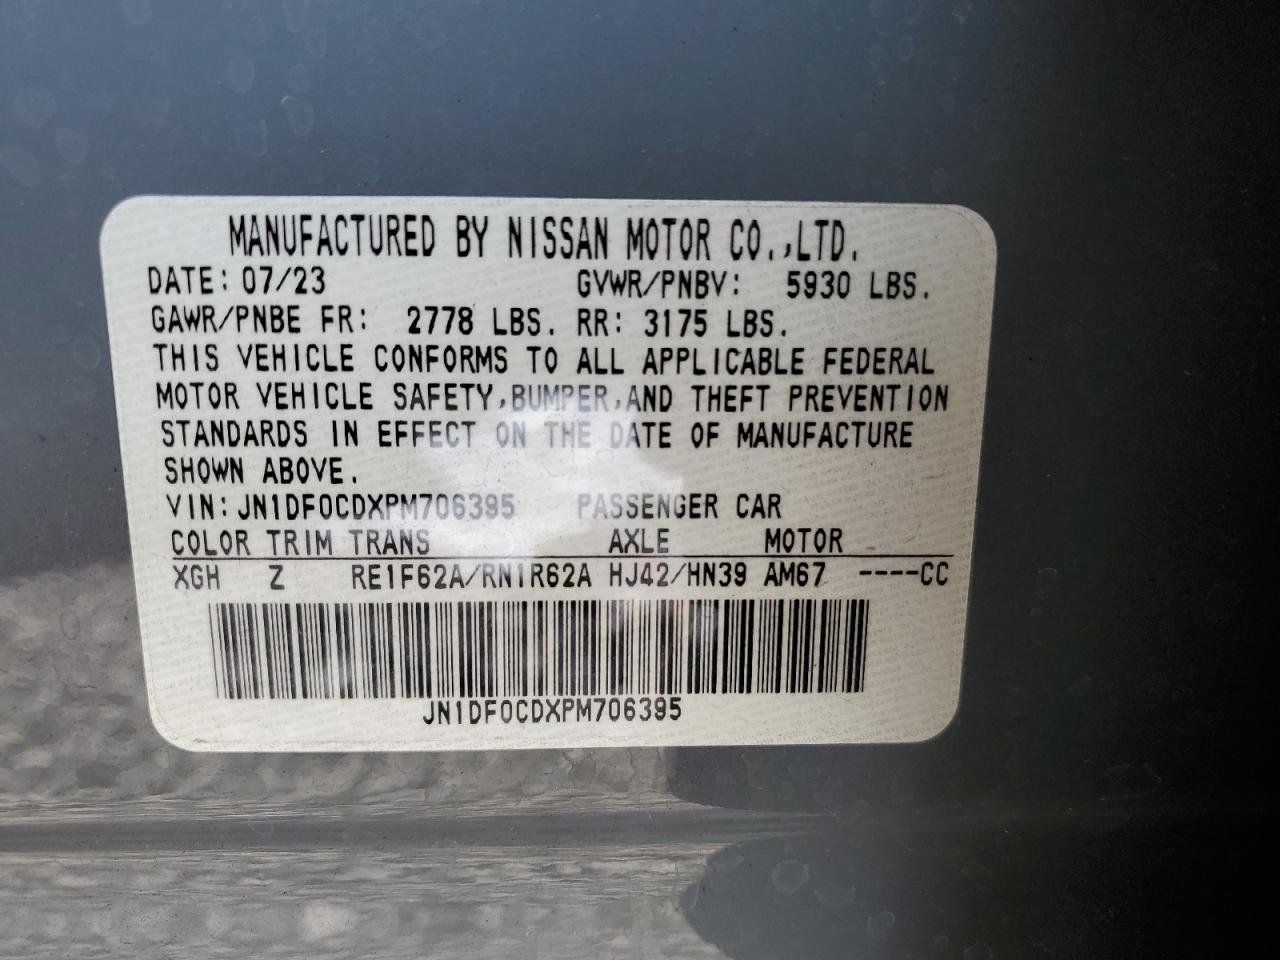 MANUFACTURED BY NISSAN MOTOR CO.,LTD.
DATE: 07/23 GVWR/PNBV: 5930 LBS.
GAWR/PNBE FR: 2778 LBS. RR: 3175 LBS.
THIS VEHICLE CONFORMS TO ALL APPLICABLE FEDERAL
MOTOR VEHICLE SAFETY,BUMPER,AND THEFT PREVENTION
STANDARDS IN EFFECT ON THE DATE OF MANUFACTURE
SHOWN ABOVE.
VIN:JN1DF0CDXPM706395 PASSENGER CAR
COLOR TRIM TRANS AXLE MOTOR
XGH Z RE1F62A/RN1R62A HJ42/HN39 AM67 ----CC
JN1DF0CDXPM706395